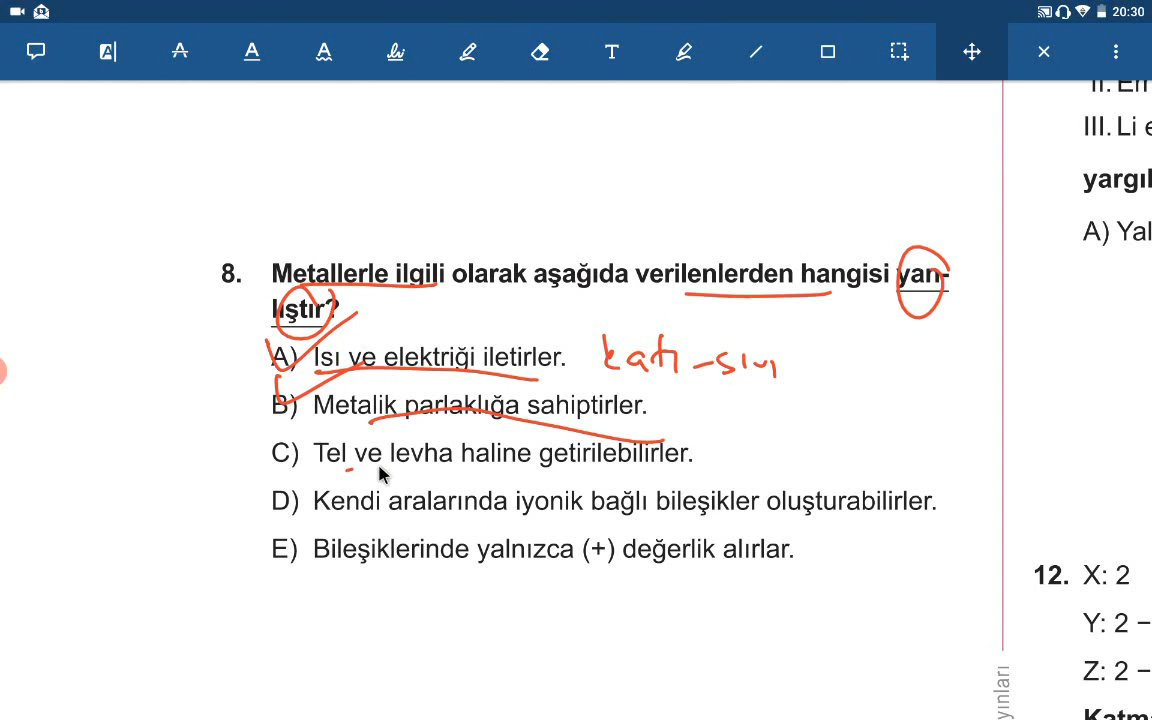 20:30
8. Metallerle ilgili olarak aşağıda verilenlerden hangisi yan-
lıştır?
A) Isı ve elektriği iletirler. katı - sıvı
B) Metalik parlaklığa sahiptirler.
C) Tel ve levha haline getirilebilirler.
D) Kendi aralarında iyonik bağlı bileşikler oluşturabilirler.
E) Bileşiklerinde yalnızca (+) değerlik alırlar.
III. Li e
yargıl
A) Yal
12. X: 2
Y: 2 −
Z: 2 −
Katma
yınları